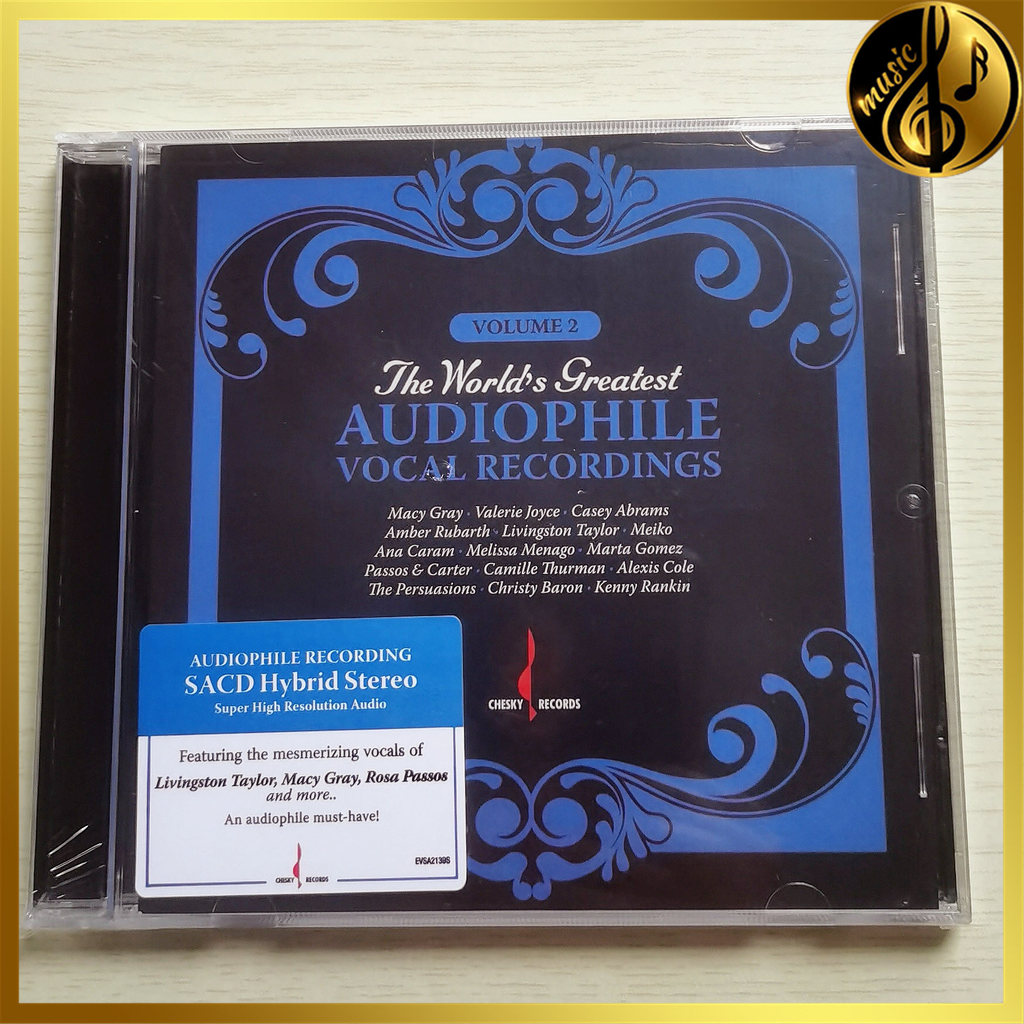 music
VOLUME 2
The World's Greatest
AUDIOPHILE
VOCAL RECORDINGS
Macy Gray · Valerie Joyce · Casey Abrams
Amber Rubarth · Livingston Taylor · Meiko
Ana Caram · Melissa Menago · Marta Gomez
Passos & Carter · Camille Thurman · Alexis Cole
The Persuasions · Christy Baron · Kenny Rankin
CHESKY RECORDS
AUDIOPHILE RECORDING
SACD Hybrid Stereo
Super High Resolution Audio
Featuring the mesmerizing vocals of
Livingston Taylor, Macy Gray, Rosa Passos
and more..
An audiophile must-have!
EVSA2139S
CHESKY RECORDS